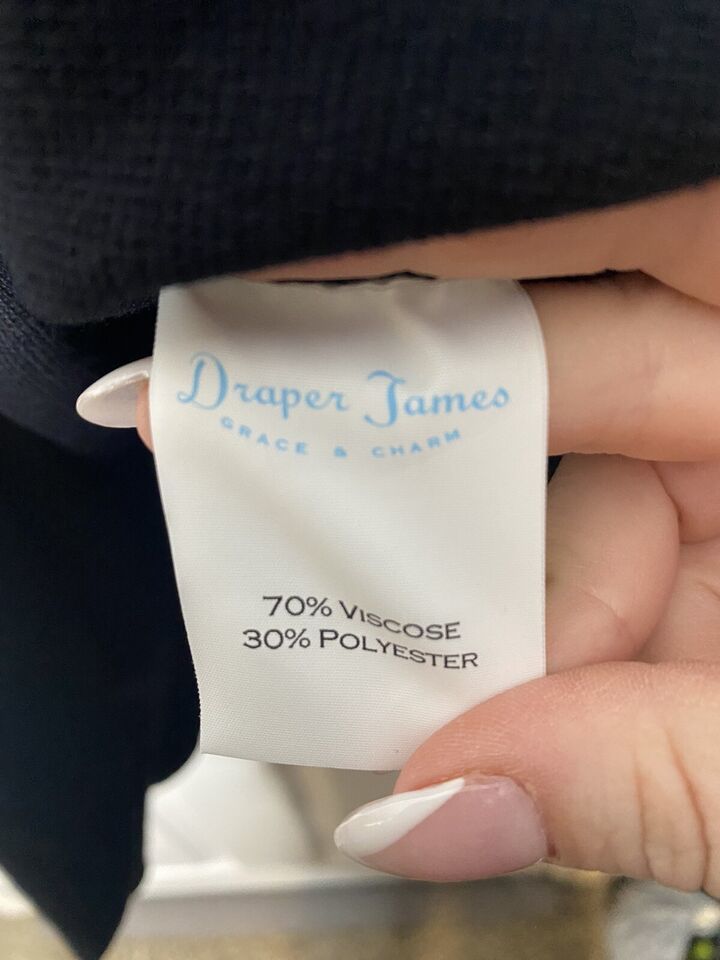 Draper James
GRACE & CHARM
70% VISCOSE
30% POLYESTER